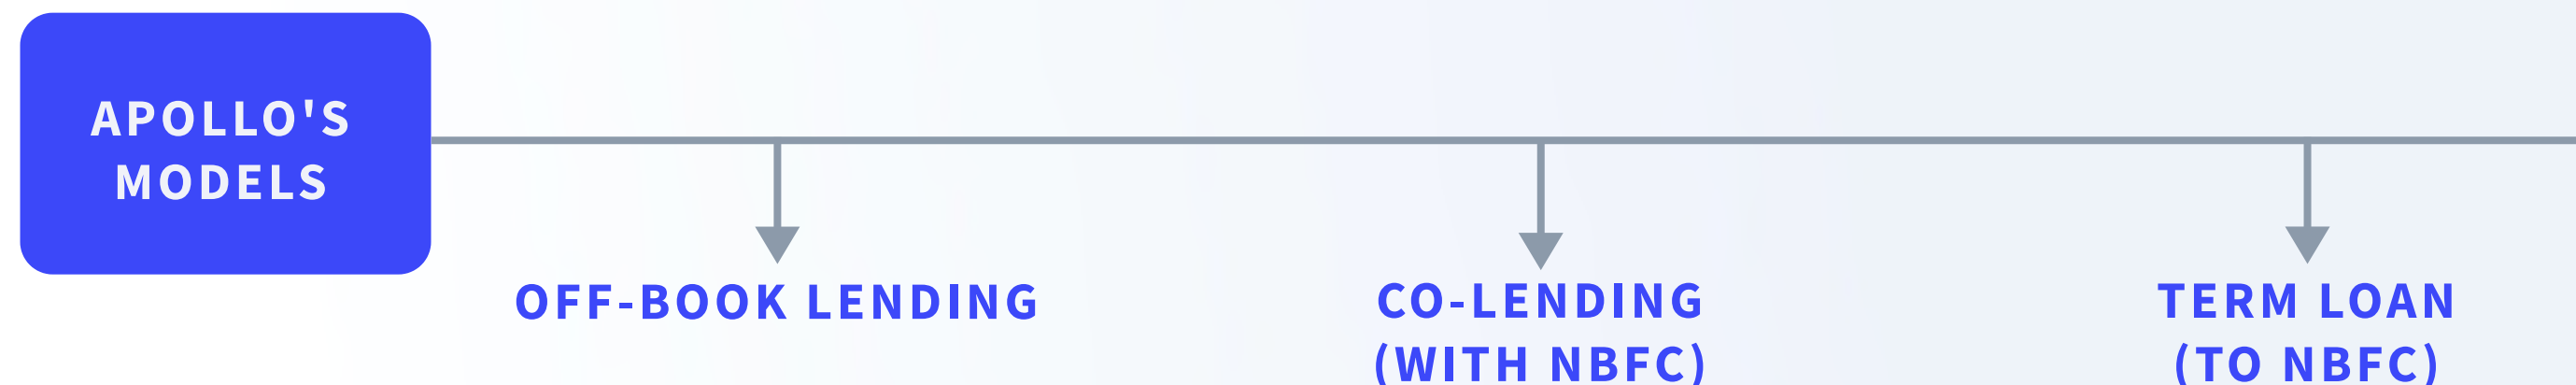 APOLLO'S
MODELS
OFF-BOOK LENDING
CO-LENDING
(WITH NBFC)
TERM LOAN
(TO NBFC)